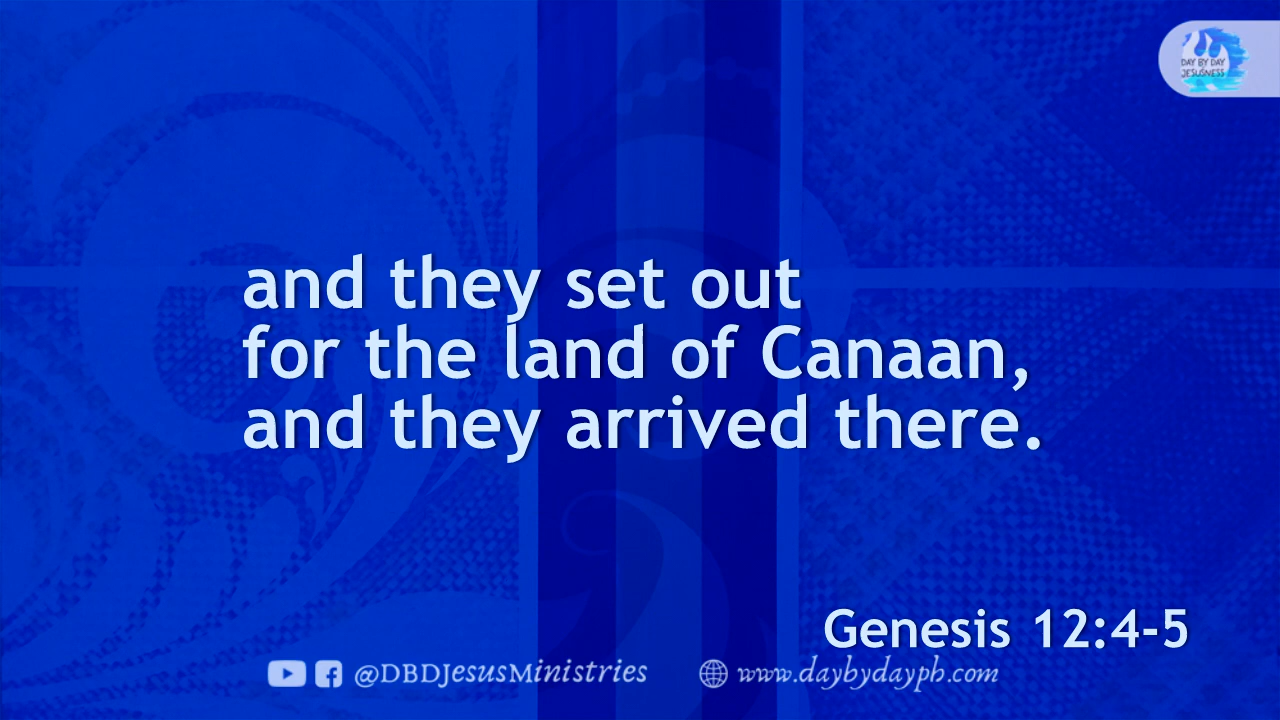 DAY BY DAY
JESUSNESS
and they set out
for the land of Canaan,
and they arrived there.
Genesis 12:4-5
@DBDJesusMinistries
www.daybydayph.com